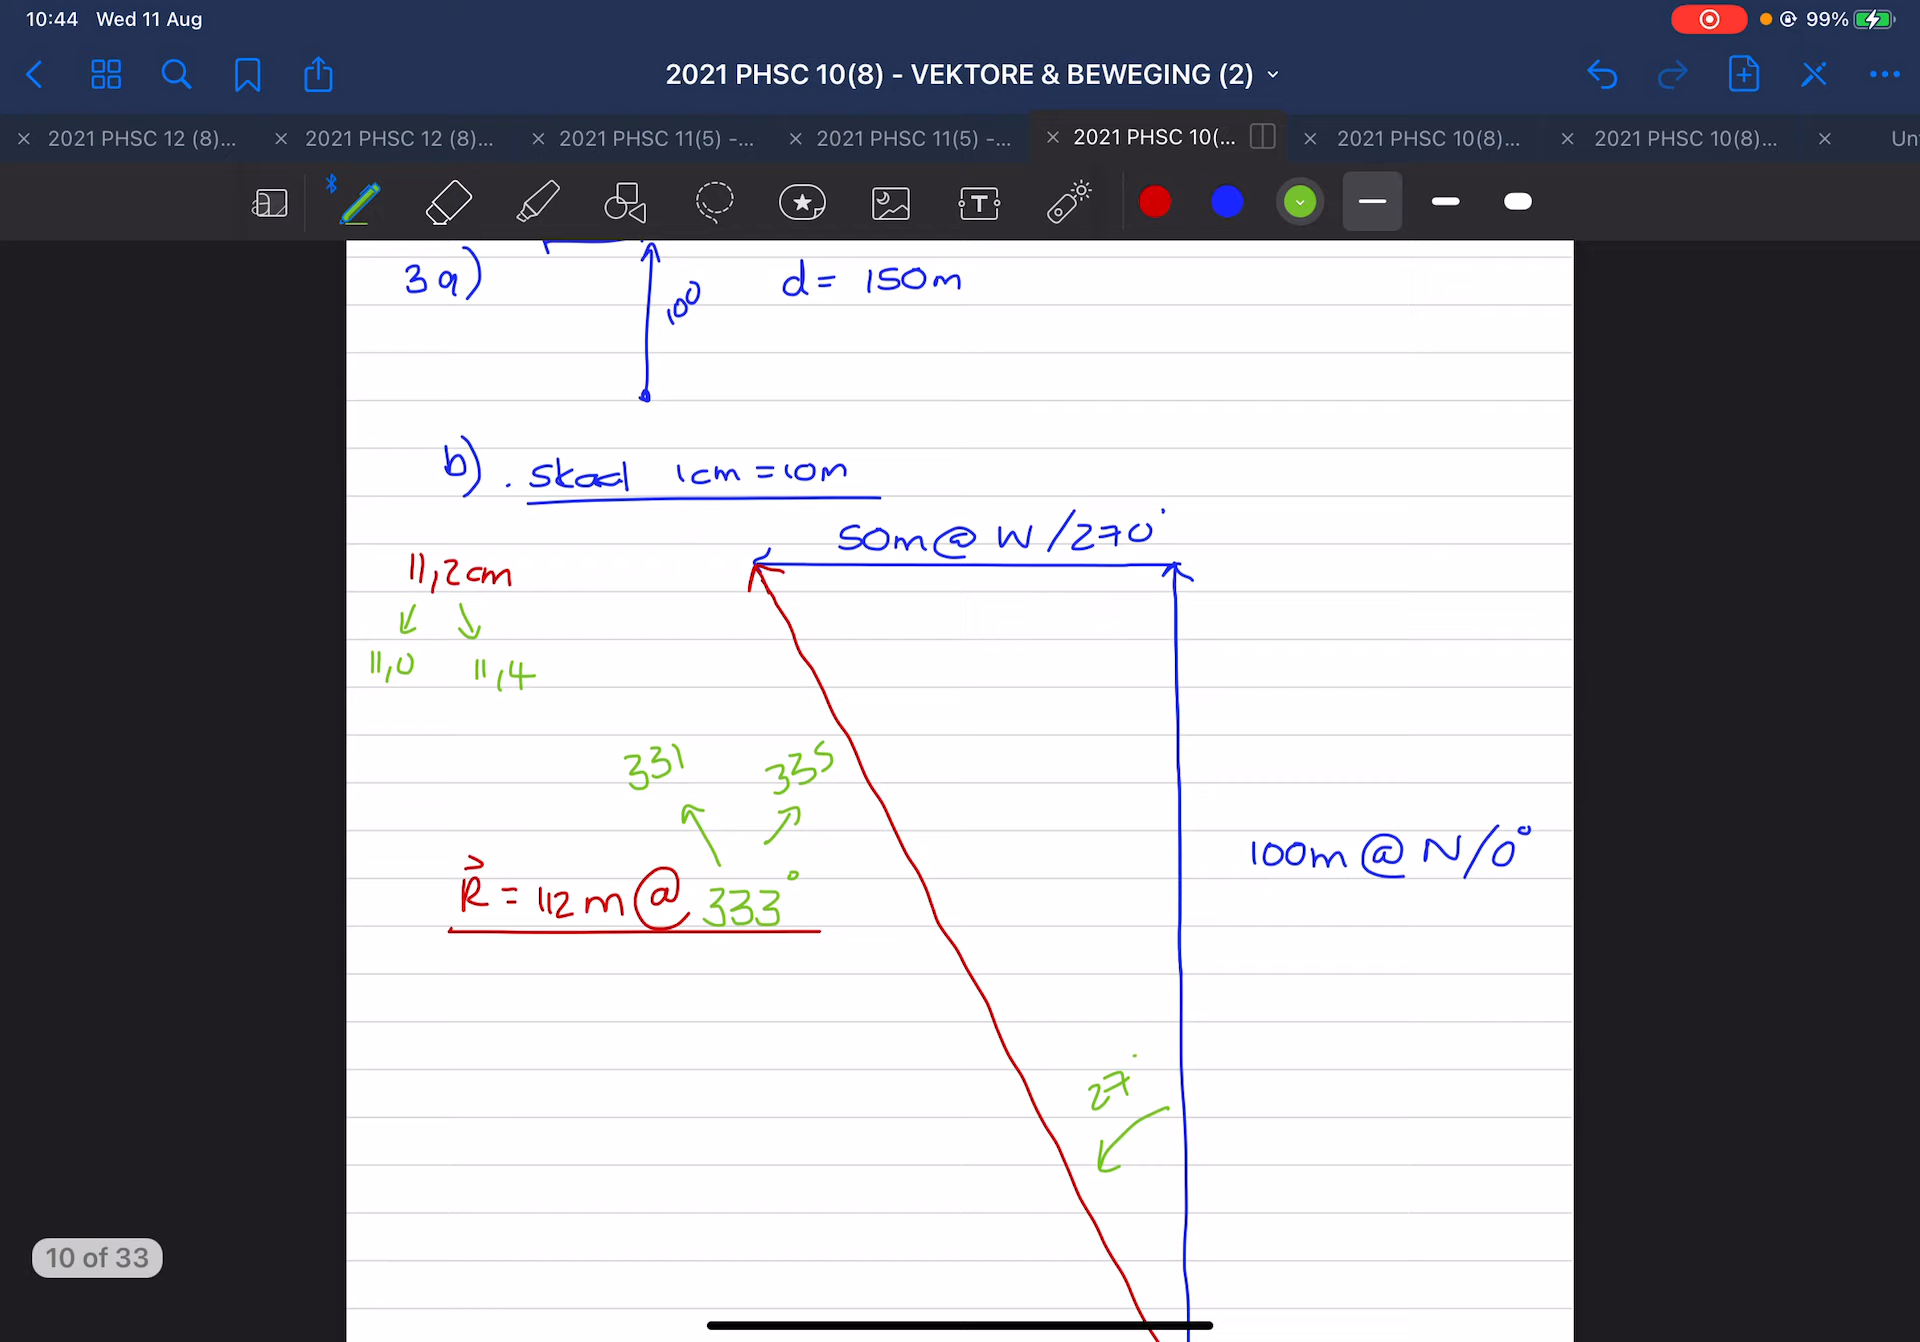 10:44 Wed 11 Aug
99%
2021 PHSC 10(8) - VEKTORE & BEWEGING (2)
2021 PHSC 12 (8)...
2021 PHSC 12 (8)...
2021 PHSC 11(5) -...
2021 PHSC 11(5) -...
2021 PHSC 10(...
2021 PHSC 10(8)...
2021 PHSC 10(8)...
Un
T
3a)
100
d = 150m
b) . skaal 1cm = 10m
50m @ W/270°
11,2cm
11,0 11,4
331 335
100m @ N/0°
R = 112m @ 333°
27°
10 of 33